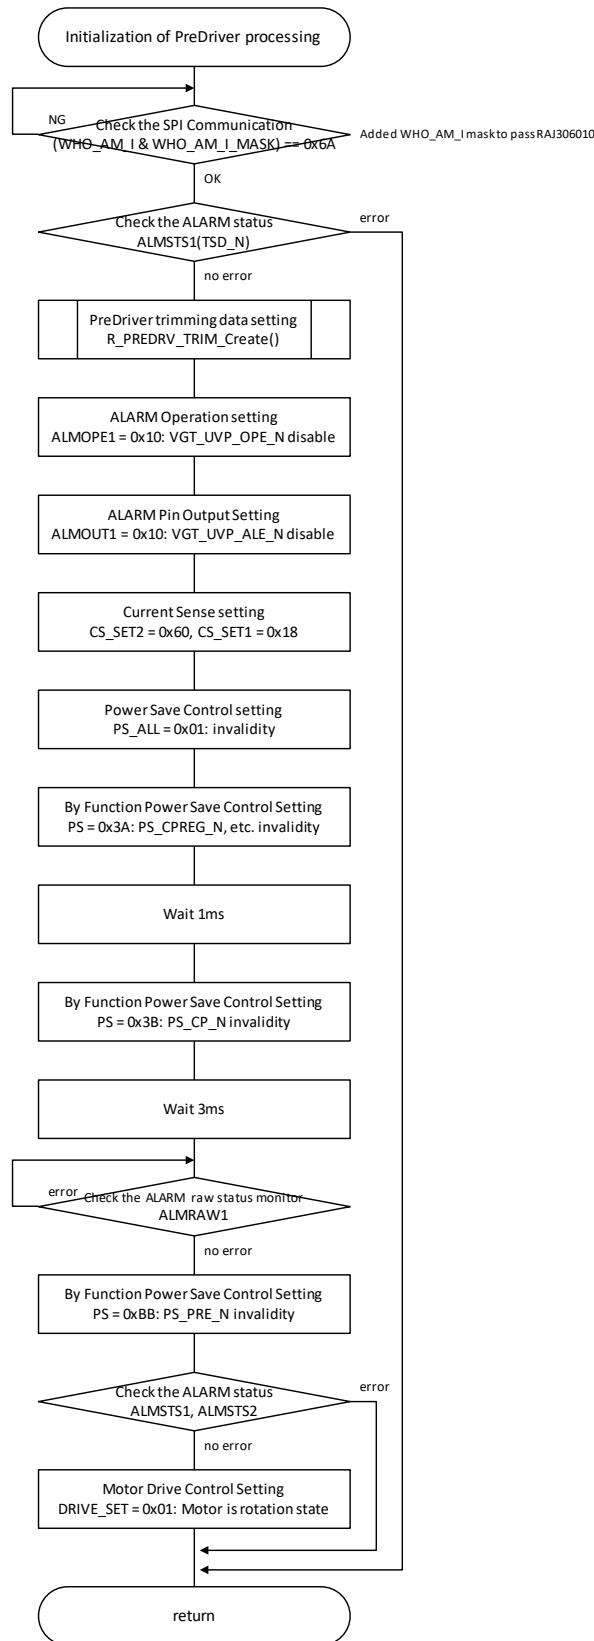 Initialization of PreDriver processing
NG
Check the SPI Communication
(WHO_AM_I & WHO_AM_I_MASK) == 0x6A
Added WHO_AM_I mask to pass RAJ306010
OK
Check the ALARM status
ALMSTS1(TSD_N)
error
no error
PreDriver trimming data setting
R_PREDRV_TRIM_Create()
ALARM Operation setting
ALMOPE1 = 0x10: VGT_UVP_OPE_N disable
ALARM Pin Output Setting
ALMOUT1 = 0x10: VGT_UVP_ALE_N disable
Current Sense setting
CS_SET2 = 0x60, CS_SET1 = 0x18
Power Save Control setting
PS_ALL = 0x01: invalidity
By Function Power Save Control Setting
PS = 0x3A: PS_CPREG_N, etc. invalidity
Wait 1ms
By Function Power Save Control Setting
PS = 0x3B: PS_CP_N invalidity
Wait 3ms
error
Check the ALARM raw status monitor
ALMRAW1
no error
By Function Power Save Control Setting
PS = 0xBB: PS_PRE_N invalidity
Check the ALARM status
ALMSTS1, ALMSTS2
error
no error
Motor Drive Control Setting
DRIVE_SET = 0x01: Motor is rotation state
return